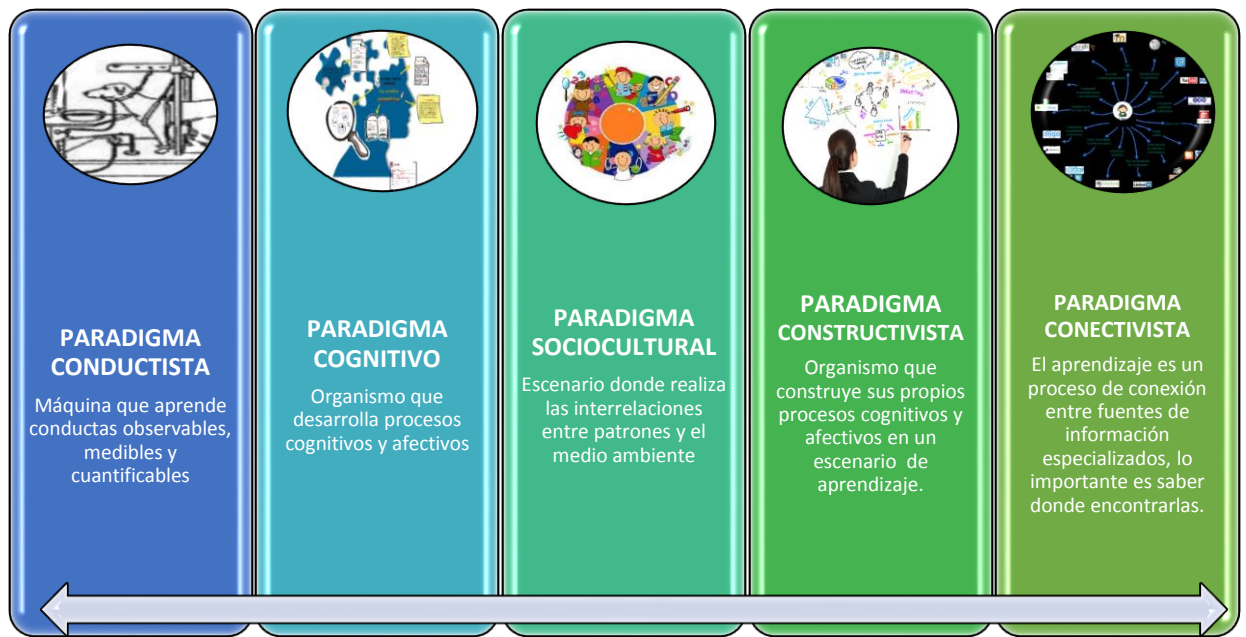 PARADIGMA
CONDUCTISTA
Máquina que aprende
conductas observables,
medibles y
cuantificables
PARADIGMA
COGNITIVO
Organismo que
desarrolla procesos
cognitivos y afectivos
PARADIGMA
SOCIOCULTURAL
Escenario donde realiza
las interrelaciones
entre patrones y el
medio ambiente
PARADIGMA
CONSTRUCTIVISTA
Organismo que
construye sus propios
procesos cognitivos y
afectivos en un
escenario de
aprendizaje.
PARADIGMA
CONECTIVISTA
El aprendizaje es un
proceso de conexión
entre fuentes de
información
especializados, lo
importante es saber
donde encontrarlas.